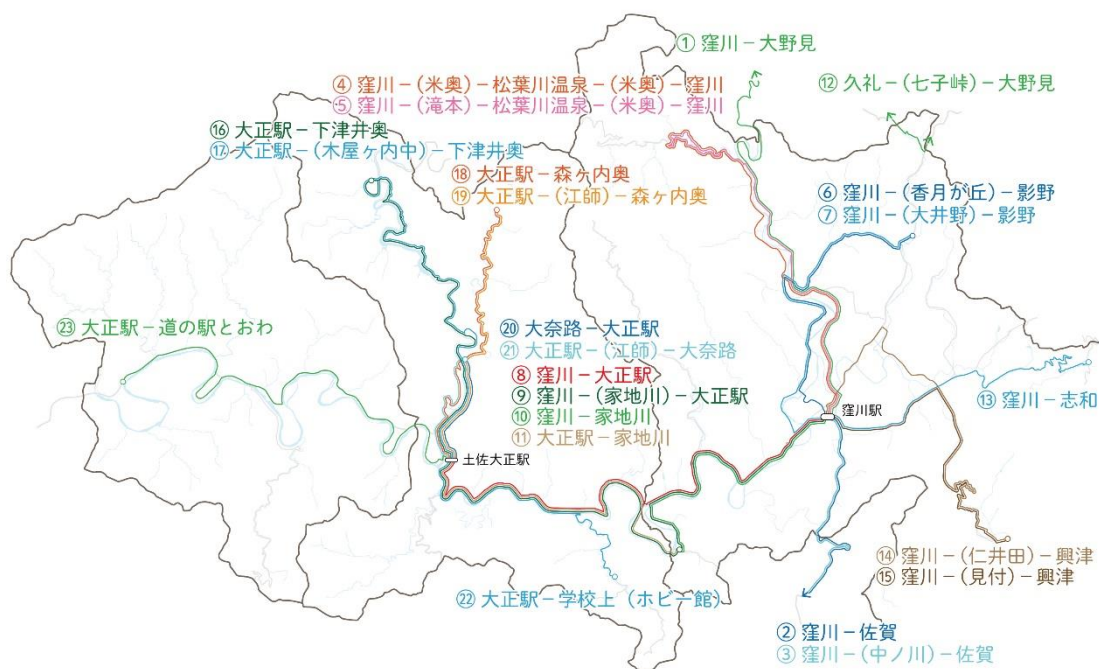 ① 窪川－大野見
④ 窪川－(米奥)－松葉川温泉－(米奥)－窪川
⑤ 窪川－(滝本)－松葉川温泉－(米奥)－窪川
⑫ 久礼－(七子峠)－大野見
⑯ 大正駅－下津井奥
⑰ 大正駅－(木屋ヶ内中)－下津井奥
⑱ 大正駅－森ヶ内奥
⑲ 大正駅－(江師)－森ヶ内奥
⑥ 窪川－(香月が丘)－影野
⑦ 窪川－(大井野)－影野
㉓ 大正駅－道の駅とおわ
⑳ 大奈路－大正駅
㉑ 大正駅－(江師)－大奈路
⑧ 窪川－大正駅
⑨ 窪川－(家地川)－大正駅
⑩ 窪川－家地川
⑪ 大正駅－家地川
窪川駅
⑬ 窪川－志和
土佐大正駅
⑭ 窪川－(仁井田)－興津
⑮ 窪川－(見付)－興津
㉒ 大正駅－学校上（ホビー館）
② 窪川－佐賀
③ 窪川－(中ノ川)－佐賀